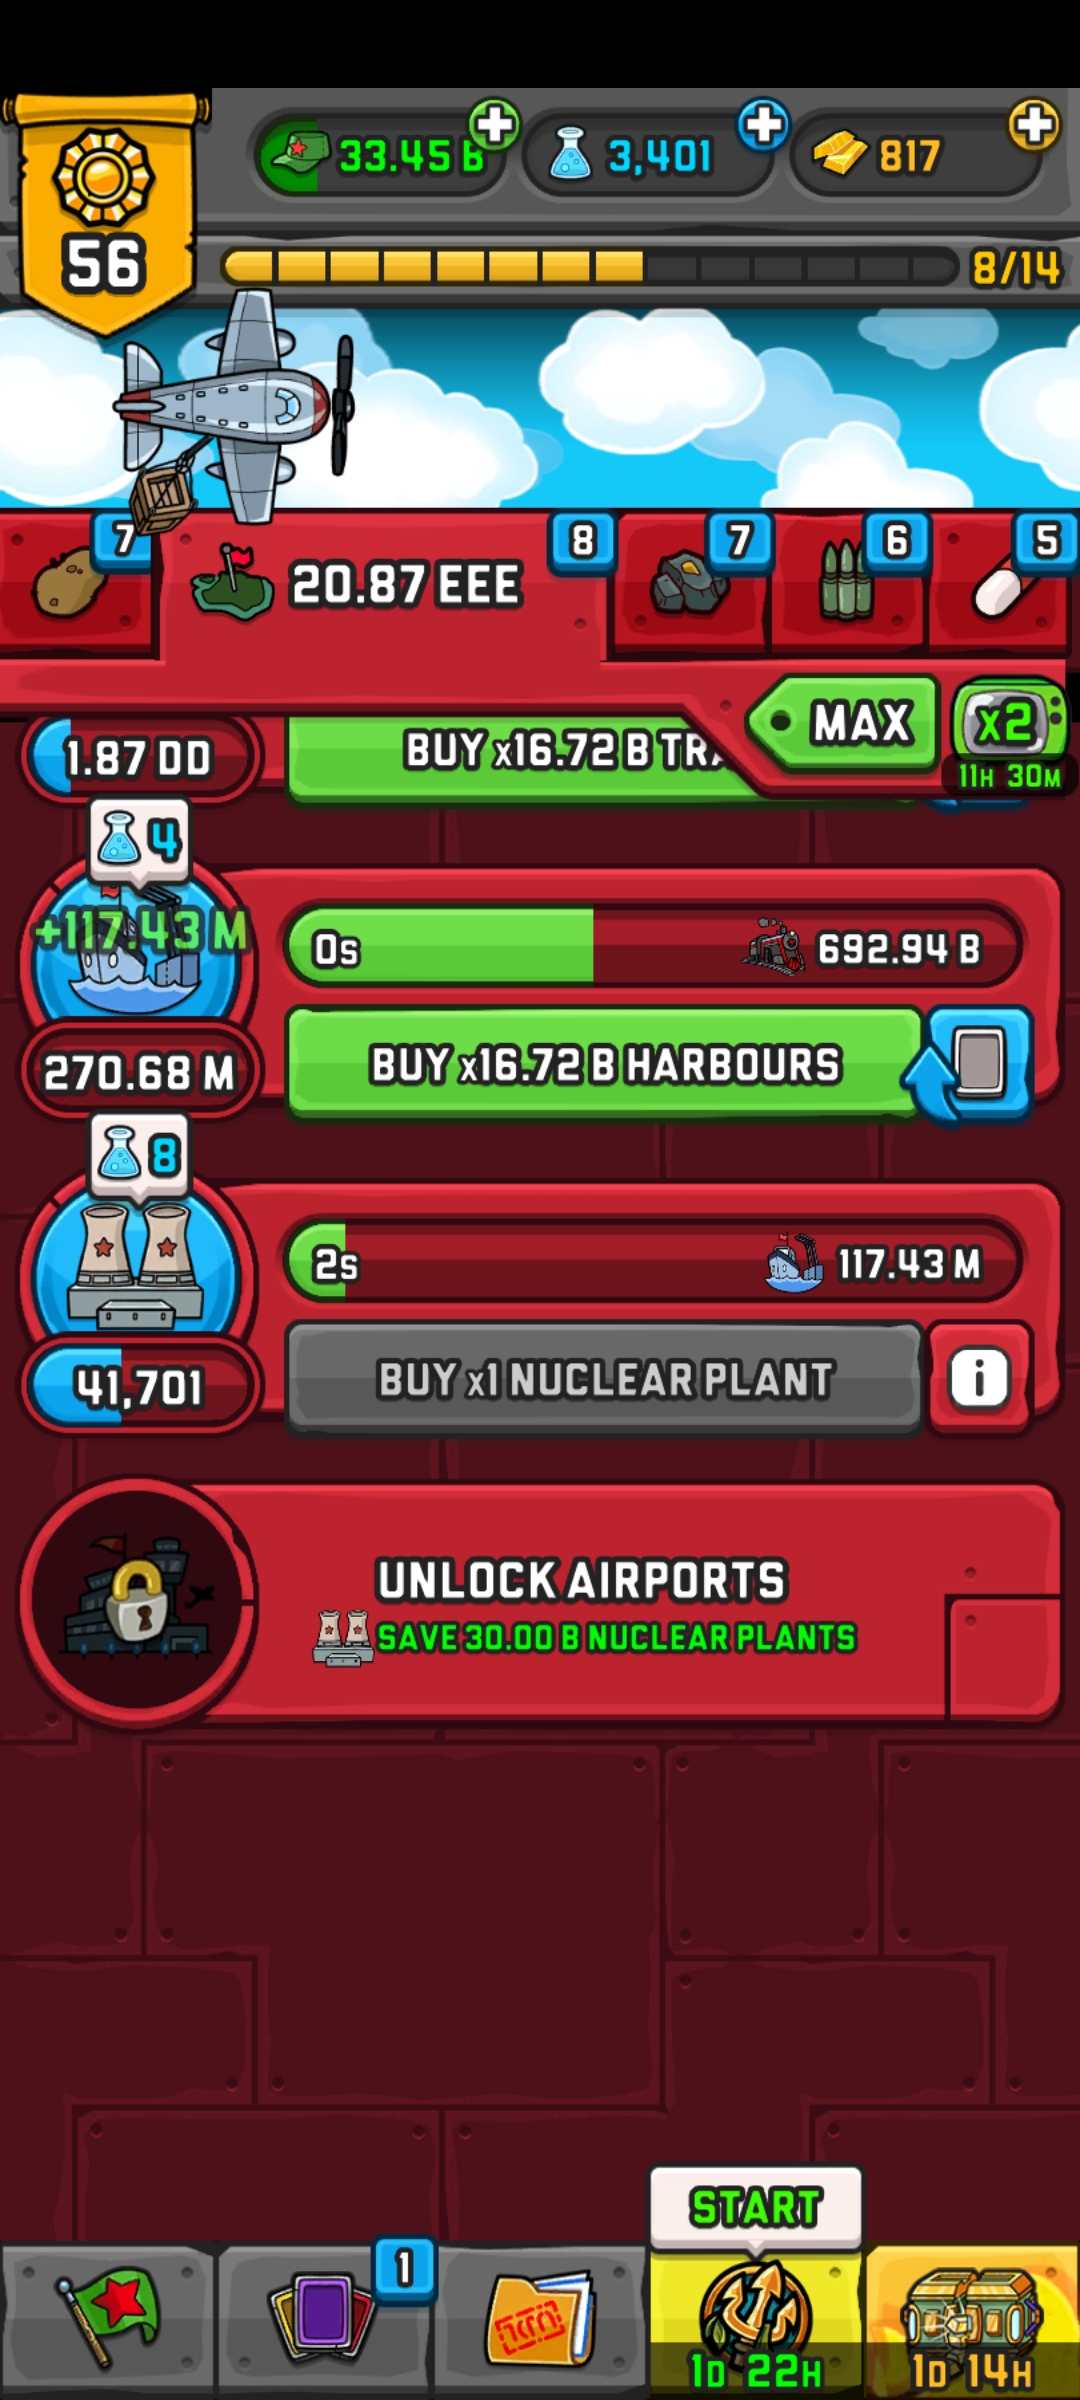 33.45 B
3,401
817
56
8/14
7
20.87 EEE
8
7
6
5
MAX
x2
11H 30M
1.87 DD
BUY x16.72 B
4
+117.43 M
0s
692.94 B
270.68 M
BUY x16.72 B HARBOURS
8
2s
117.43 M
41,701
BUY x1 NUCLEAR PLANT
i
UNLOCK AIRPORTS
SAVE 30.00 B NUCLEAR PLANTS
START
1
1D 22H
1D 14H